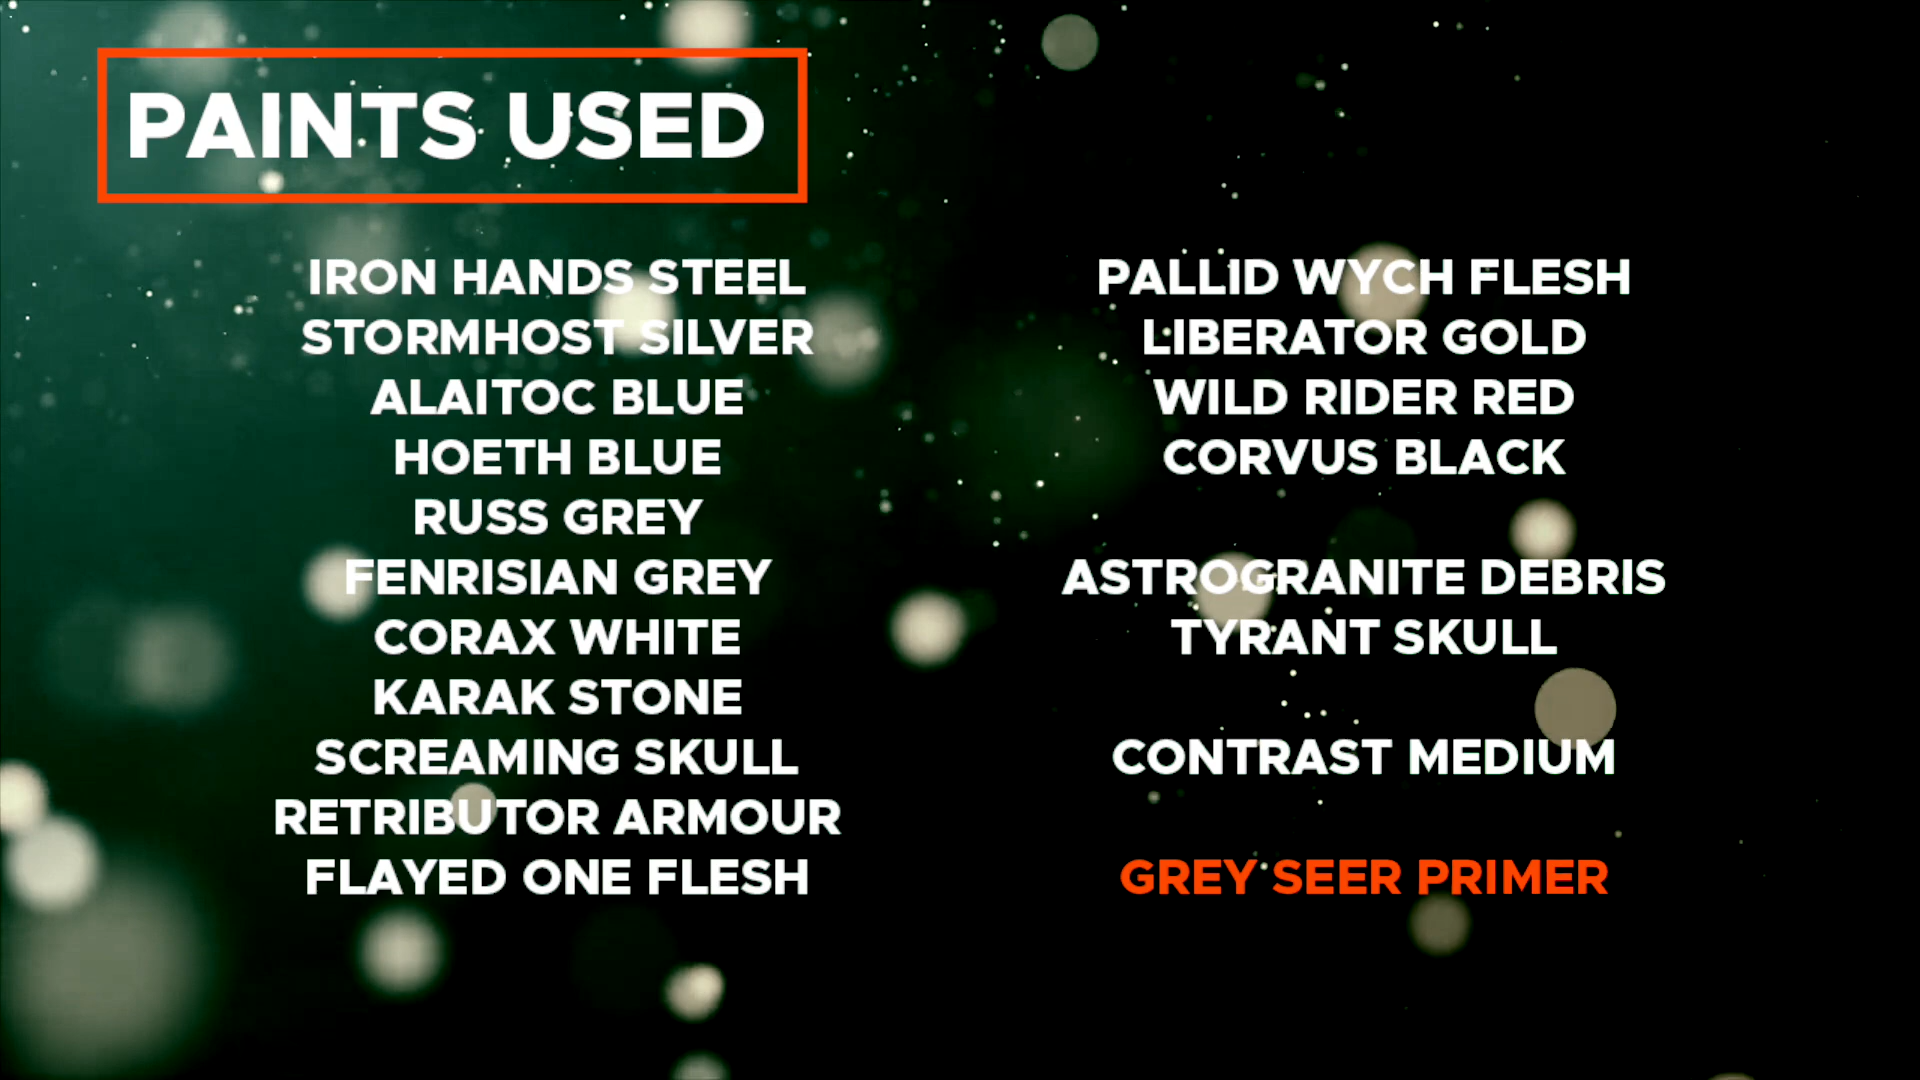 PAINTS USED
IRON HANDS STEEL
STORMHOST SILVER
ALAITOC BLUE
HOETH BLUE
RUSS GREY
FENRISIAN GREY
CORAX WHITE
KARAK STONE
SCREAMING SKULL
RETRIBUTOR ARMOUR
FLAYED ONE FLESH
PALLID WYCH FLESH
LIBERATOR GOLD
WILD RIDER RED
CORVUS BLACK
ASTROGRANITE DEBRIS
TYRANT SKULL
CONTRAST MEDIUM
GREY SEER PRIMER